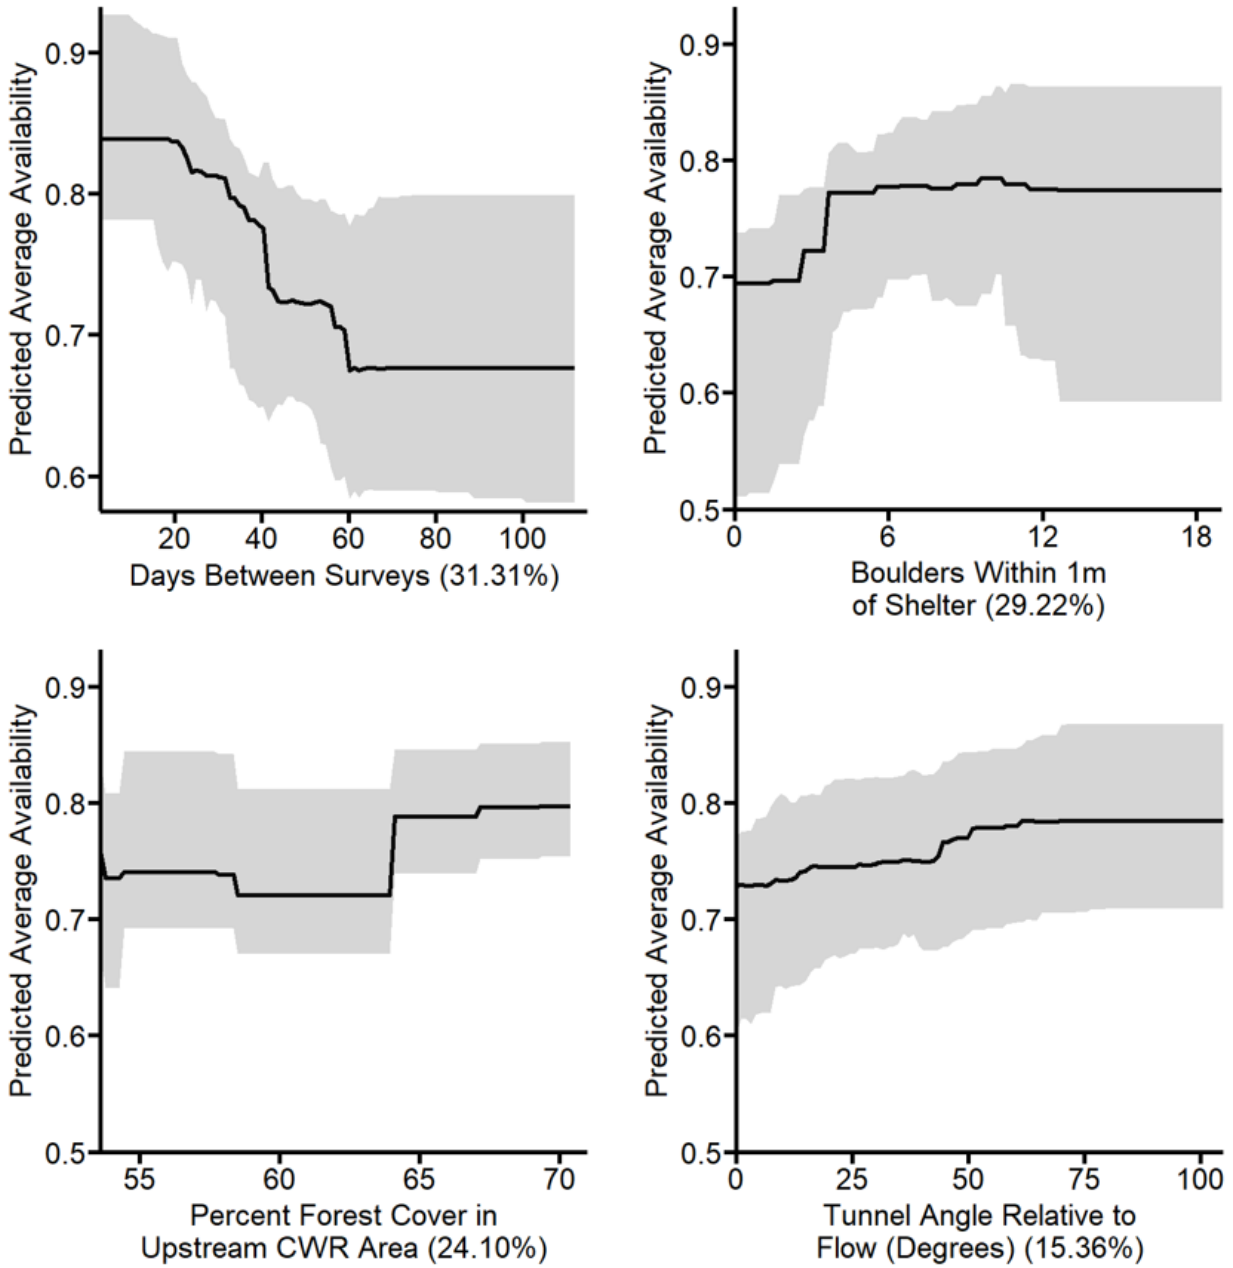 Predicted Average Availability
0.9
0.8
0.7
0.6
20 40 60 80 100
Days Between Surveys (31.31%)
Predicted Average Availability
0.9
0.8
0.7
0.6
0.5
0 6 12 18
Boulders Within 1m
of Shelter (29.22%)
Predicted Average Availability
0.9
0.8
0.7
0.6
0.5
55 60 65 70
Percent Forest Cover in
Upstream CWR Area (24.10%)
Predicted Average Availability
0.9
0.8
0.7
0.6
0.5
0 25 50 75 100
Tunnel Angle Relative to
Flow (Degrees) (15.36%)